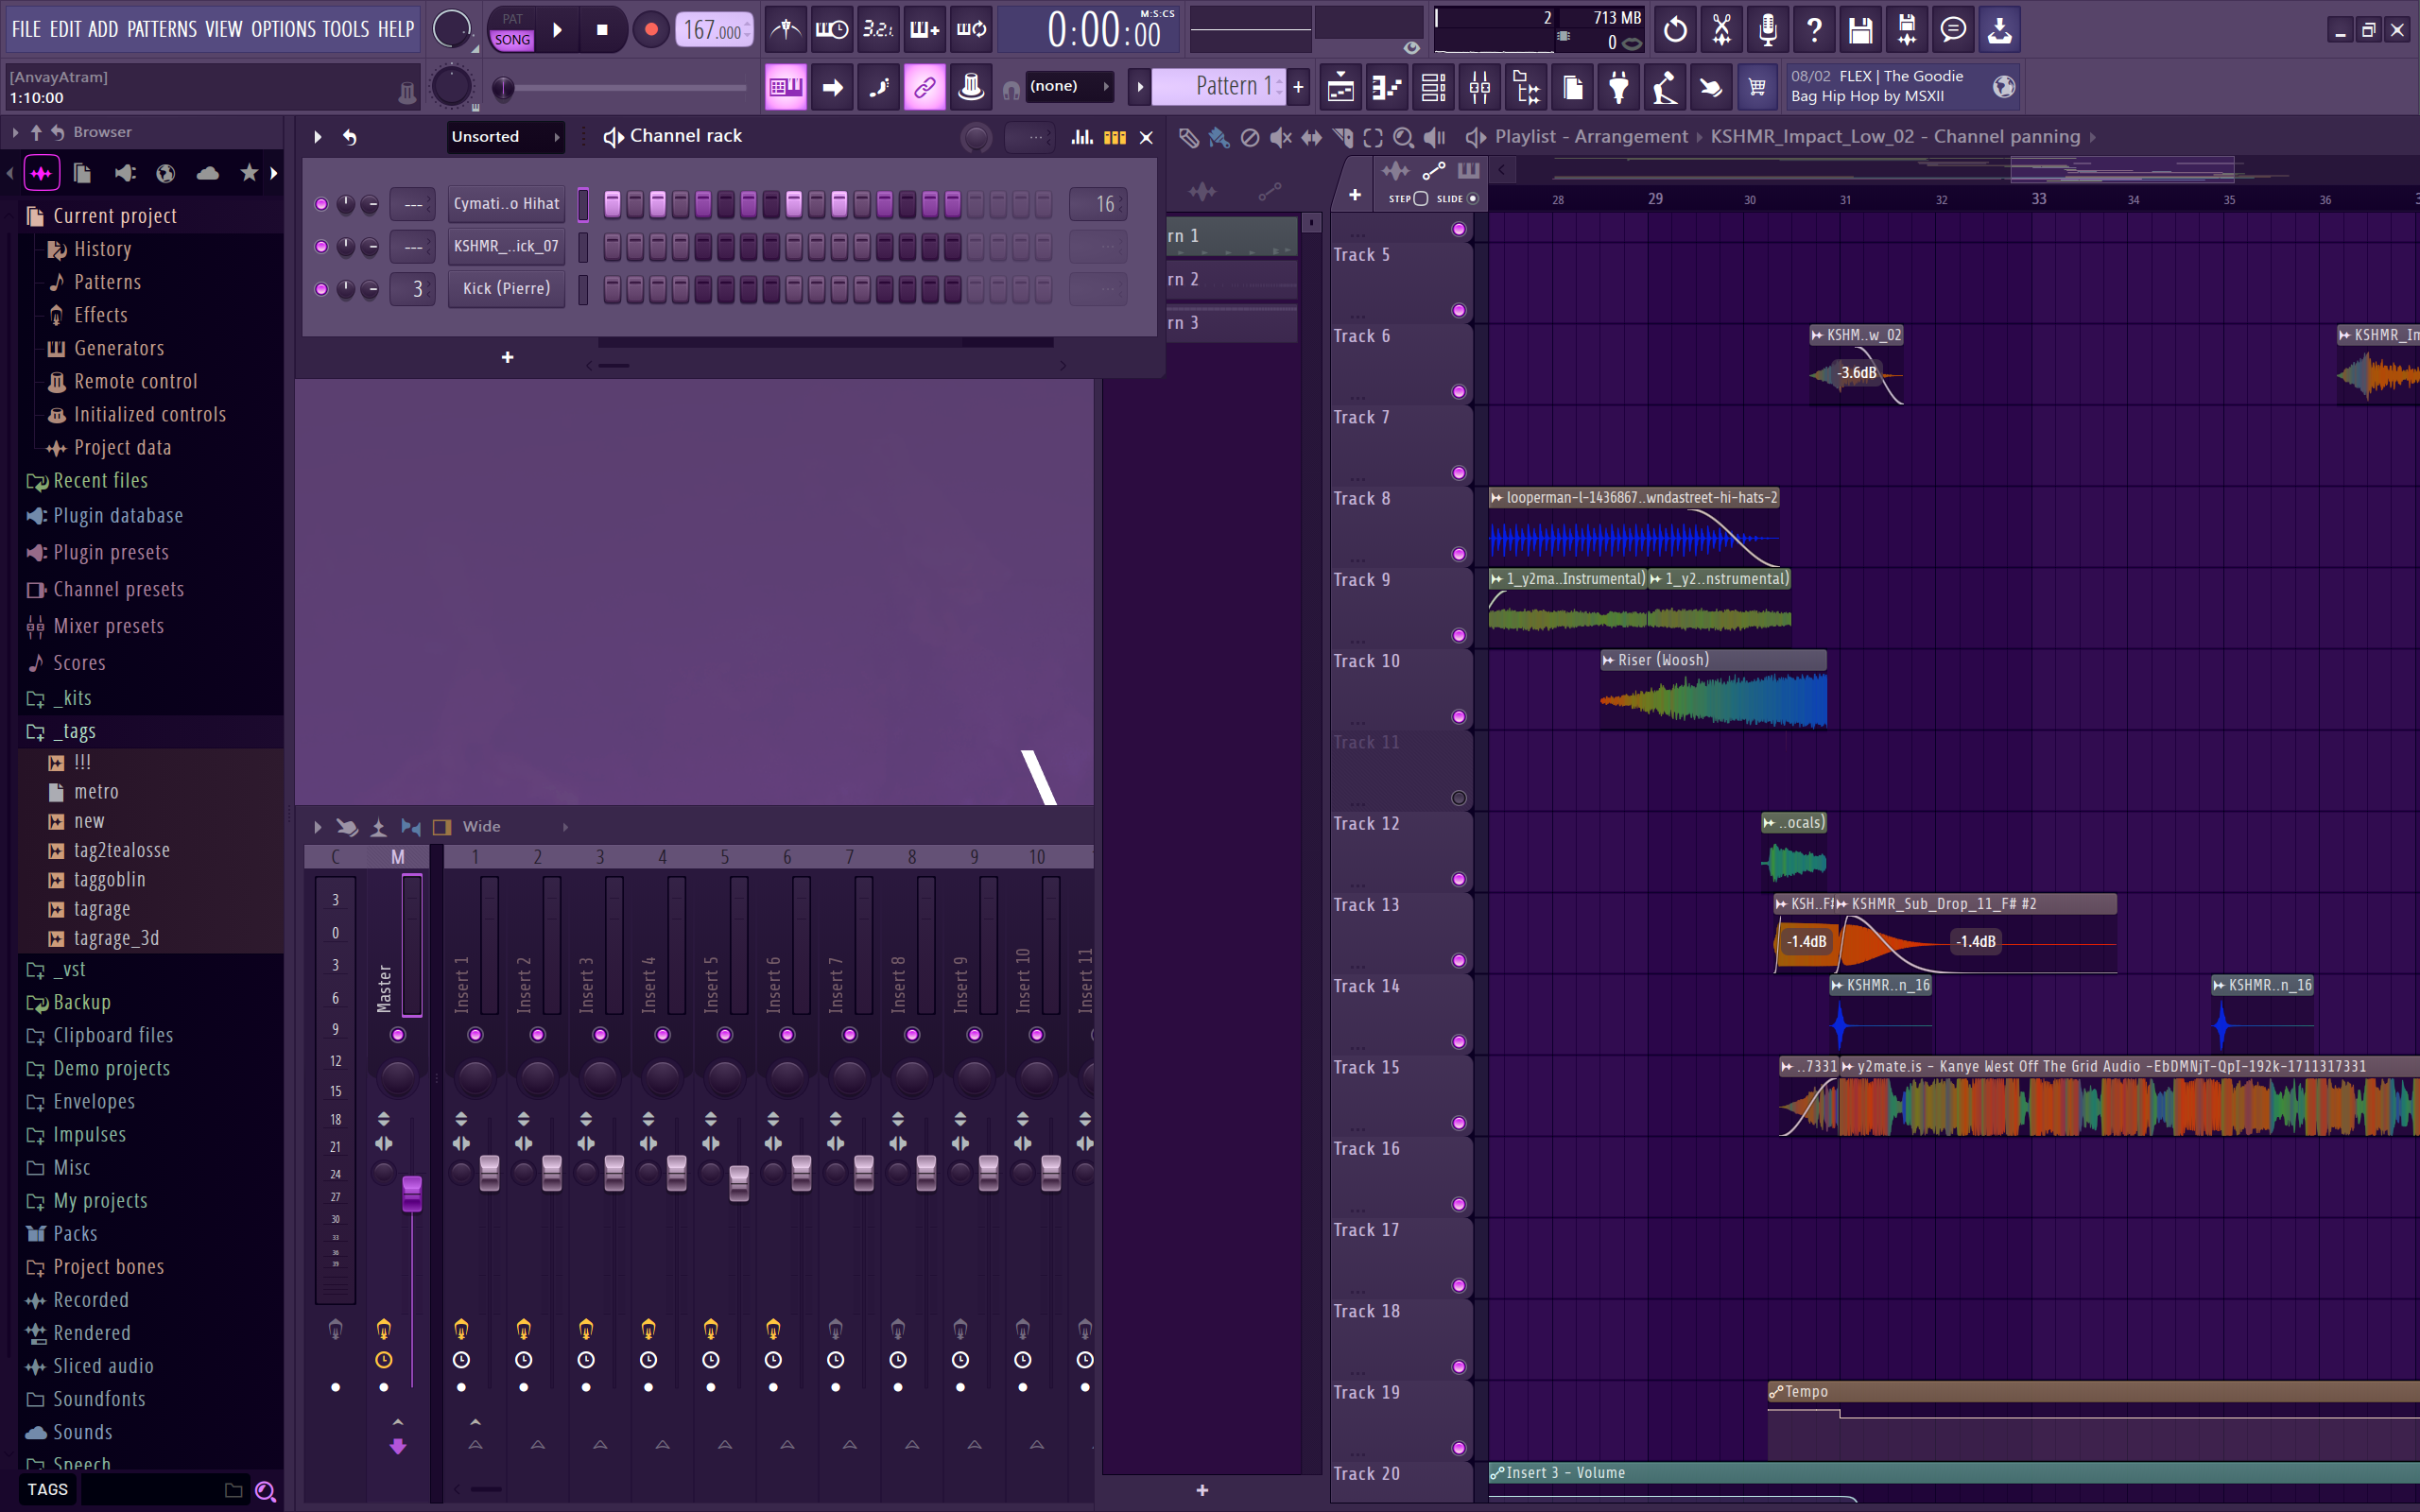 FILE EDIT ADD PATTERNS VIEW OPTIONS TOOLS HELP
PAT
SONG
167.000
3.2.
M:S:CS
0:00:00
2
713 MB
0
[AnvayAtram]
1:10:00
(none)
Pattern 1
08/02 FLEX | The Goodie
Bag Hip Hop by MSXII
Browser
Current project
History
Patterns
Effects
Generators
Remote control
Initialized controls
Project data
Recent files
Plugin database
Plugin presets
Channel presets
Mixer presets
Scores
_kits
_tags
!!!
metro
new
tag2tealosse
taggoblin
tagrage
tagrage_3d
_vst
Backup
Clipboard files
Demo projects
Envelopes
Impulses
Misc
My projects
Packs
Project bones
Recorded
Rendered
Sliced audio
Soundfonts
Sounds
Speech
TAGS
Unsorted
Channel rack
--- Cymati..o Hihat 16
--- KSHMR_..ick_07
3 Kick (Pierre)
Wide
C M 1 2 3 4 5 6 7 8 9 10
3
0
3
6
9
12
15
18
21
24
27
30
33
36
39
Master
Insert 1
Insert 2
Insert 3
Insert 4
Insert 5
Insert 6
Insert 7
Insert 8
Insert 9
Insert 10
Insert 11
Playlist - Arrangement
KSHMR_Impact_Low_02 - Channel panning
STEP SLIDE
28 29 30 31 32 33 34 35 36
rn 1
rn 2
rn 3
Track 5
Track 6
KSHM..w_02
-3.6dB
KSHMR_Im
Track 7
Track 8
looperman-l-1436867..wndastreet-hi-hats-2
Track 9
1_y2ma..Instrumental)
1_y2..nstrumental)
Track 10
Riser (Woosh)
Track 11
Track 12
..ocals)
Track 13
KSH..F#
KSHMR_Sub_Drop_11_F# #2
-1.4dB
-1.4dB
Track 14
KSHMR..n_16
KSHMR..n_16
Track 15
..7331
y2mate.is - Kanye West Off The Grid Audio -EbDMNjT-QpI-192k-1711317331
Track 16
Track 17
Track 18
Track 19
Tempo
Track 20
Insert 3 - Volume